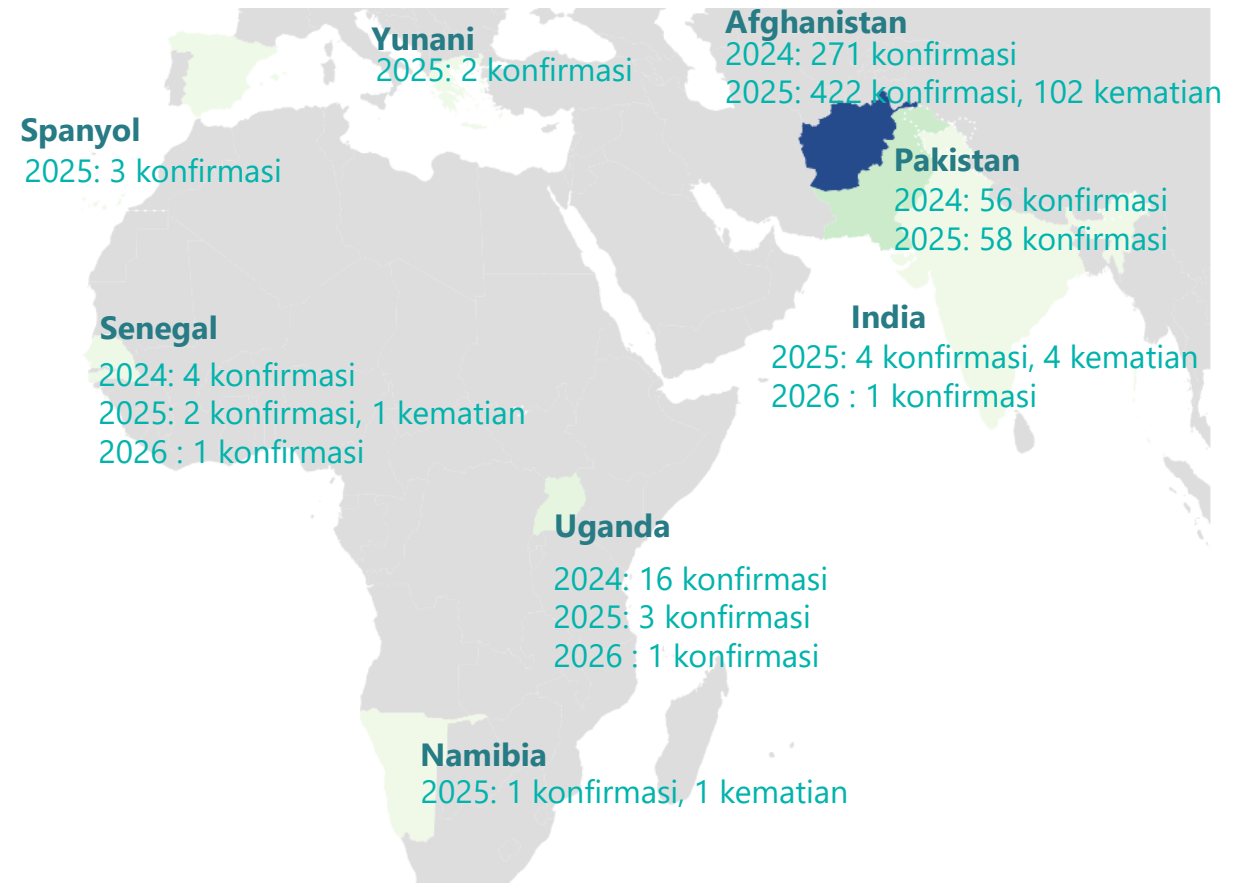 Yunani
2025: 2 konfirmasi
Afghanistan
2024: 271 konfirmasi
2025: 422 konfirmasi, 102 kematian
Spanyol
2025: 3 konfirmasi
Pakistan
2024: 56 konfirmasi
2025: 58 konfirmasi
Senegal
2024: 4 konfirmasi
2025: 2 konfirmasi, 1 kematian
2026 : 1 konfirmasi
India
2025: 4 konfirmasi, 4 kematian
2026 : 1 konfirmasi
Uganda
2024: 16 konfirmasi
2025: 3 konfirmasi
2026 : 1 konfirmasi
Namibia
2025: 1 konfirmasi, 1 kematian